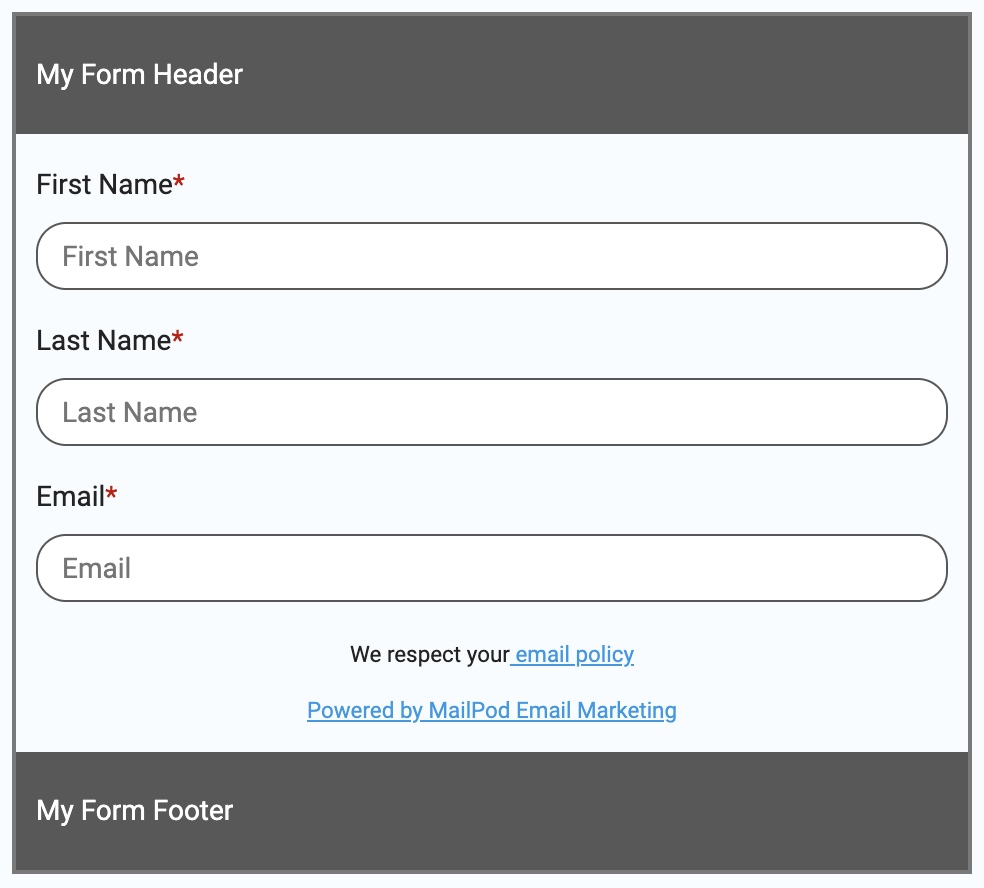 My Form Header
First Name*
First Name
Last Name*
Last Name
Email*
Email
We respect your email policy
Powered by MailPod Email Marketing
My Form Footer